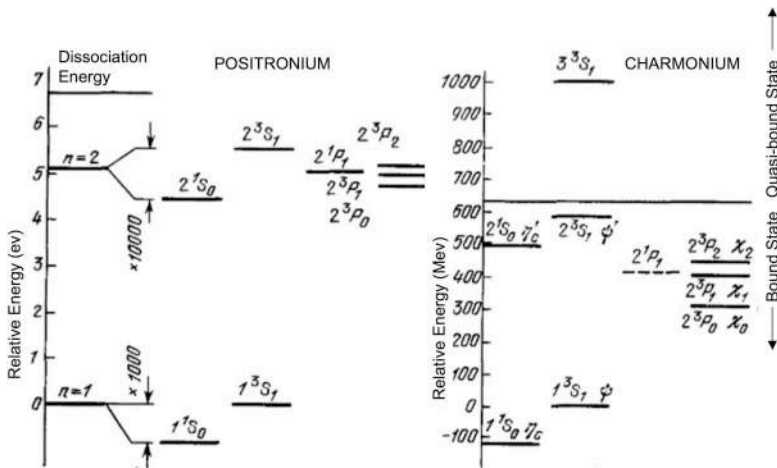 Dissociation
Energy
POSITRONIUM
7
6
5
4
3
2
1
0
Relative Energy (ev)
n=2
n=1
×10000
×1000
2³S₁
2¹S₀
2¹P₁
2³P₂
2³P₁
2³P₀
1³S₁
1¹S₀
CHARMONIUM
1000
900
800
700
600
500
400
300
200
100
0
-100
Relative Energy (Mev)
3³S₁
2¹S₀ η'c
2³S₁ ψ'
2¹P₁
2³P₂ χ₂
2³P₁ χ₁
2³P₀ χ₀
1³S₁ ψ
1¹S₀ ηc
Quasi-bound State
Bound State